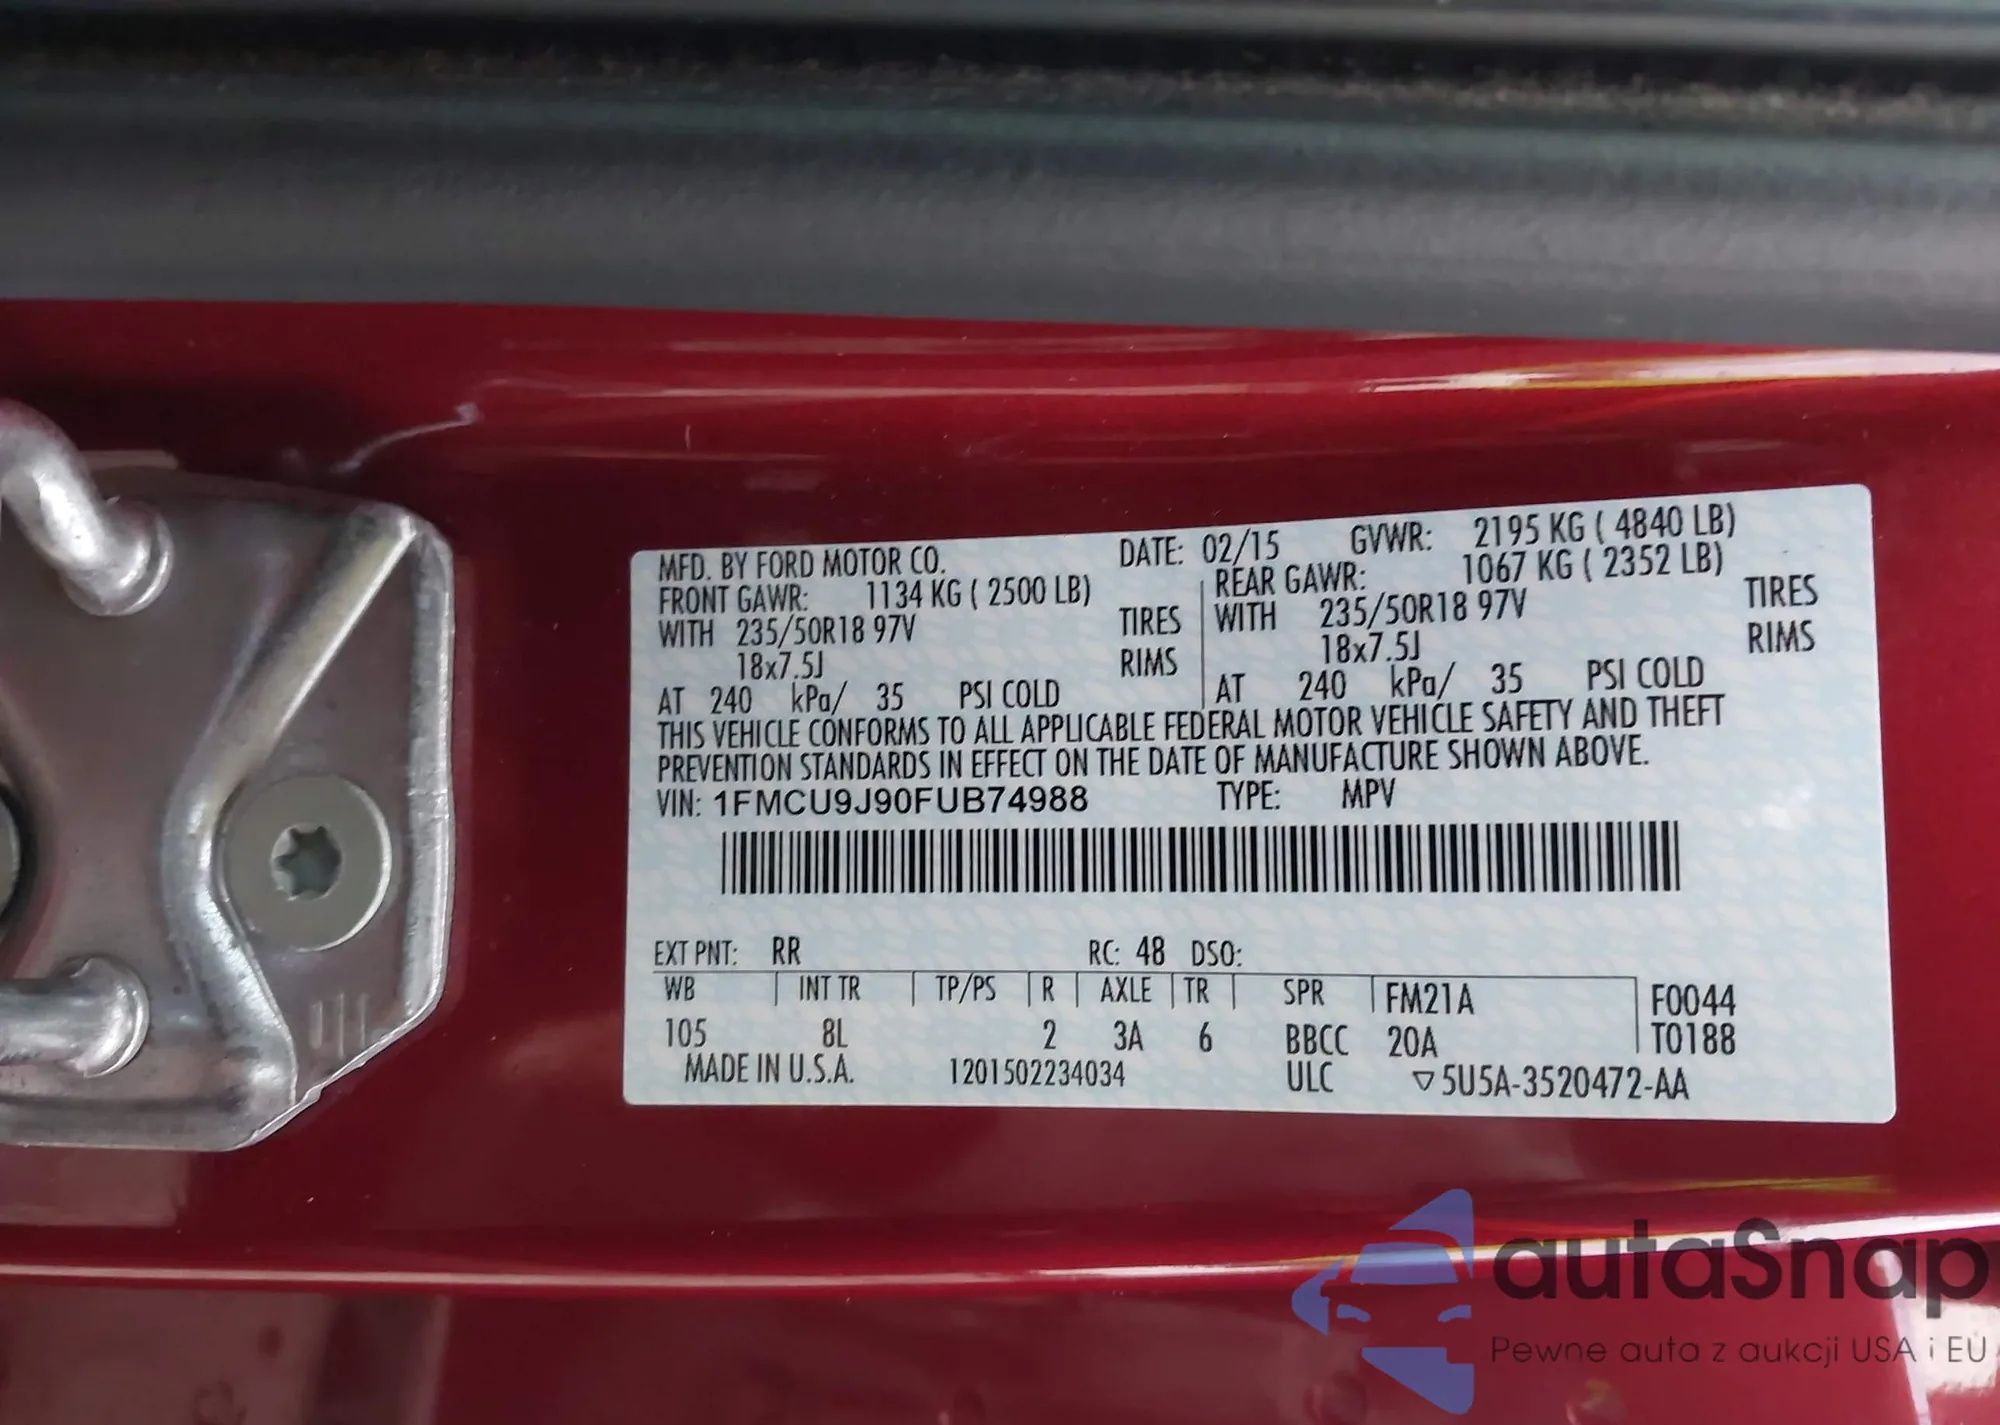 MFD. BY FORD MOTOR CO. DATE: 02/15 GVWR: 2195 KG ( 4840 LB)
FRONT GAWR: 1134 KG ( 2500 LB) REAR GAWR: 1067 KG ( 2352 LB)
WITH 235/50R18 97V TIRES WITH 235/50R18 97V TIRES
18x7.5J RIMS 18x7.5J RIMS
AT 240 kPa/ 35 PSI COLD AT 240 kPa/ 35 PSI COLD
THIS VEHICLE CONFORMS TO ALL APPLICABLE FEDERAL MOTOR VEHICLE SAFETY AND THEFT
PREVENTION STANDARDS IN EFFECT ON THE DATE OF MANUFACTURE SHOWN ABOVE.
VIN: 1FMCU9J90FUB74988 TYPE: MPV
EXT PNT: RR RC: 48 DSO:
WB INT TR TP/PS R AXLE TR SPR FM21A F0044
105 8L 2 3A 6 BBCC 20A T0188
MADE IN U.S.A. 1201502234034 ULC ▽5U5A-3520472-AA
autaSnap
Pewne auta z aukcji USA i EU